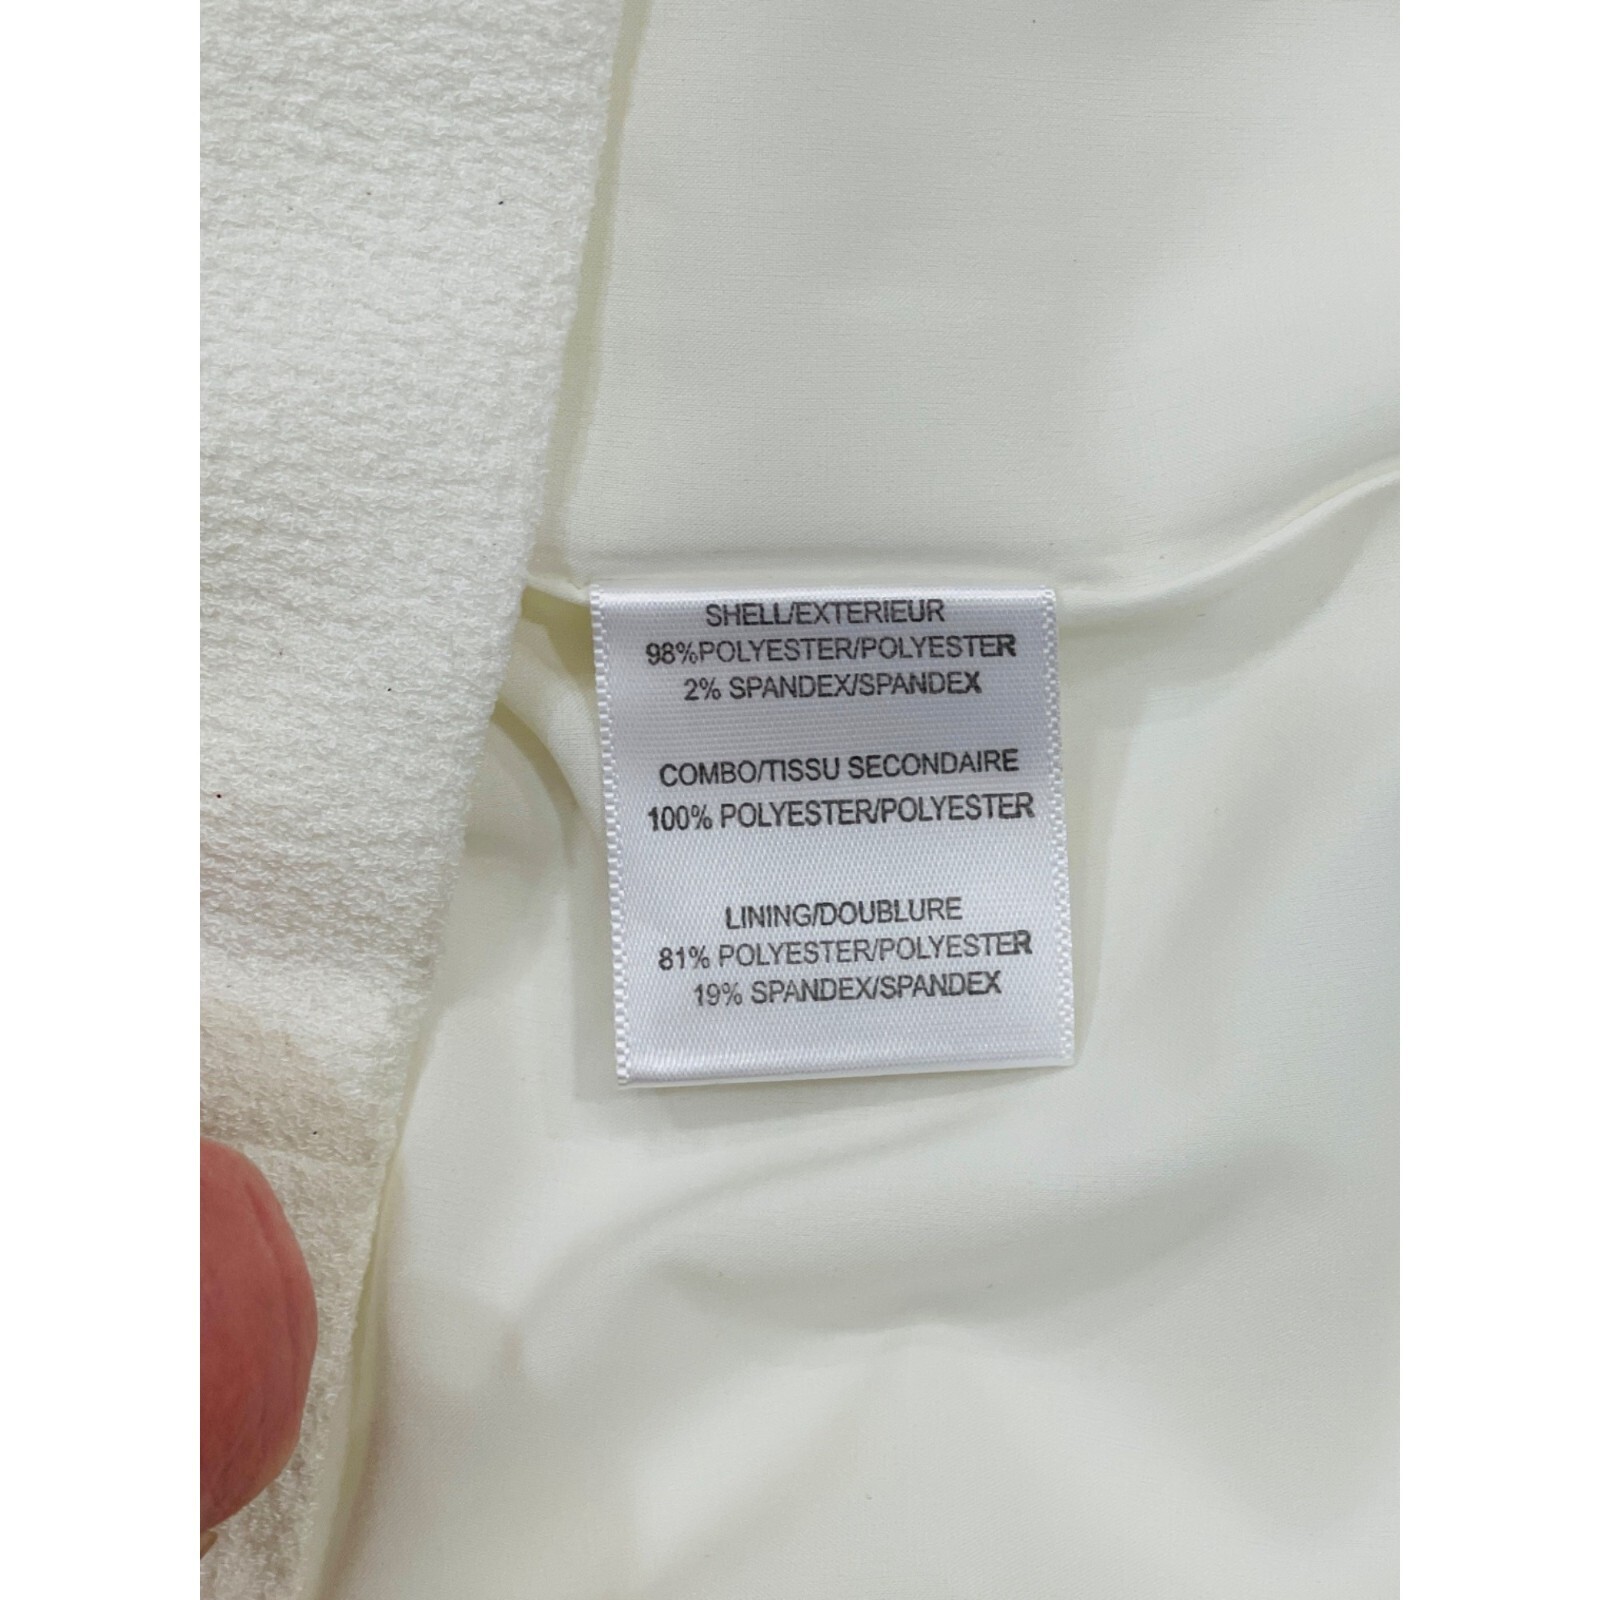 SHELL/EXTERIEUR
98%POLYESTER/POLYESTER
2% SPANDEX/SPANDEX
COMBO/TISSU SECONDAIRE
100% POLYESTER/POLYESTER
LINING/DOUBLURE
81% POLYESTER/POLYESTER
19% SPANDEX/SPANDEX